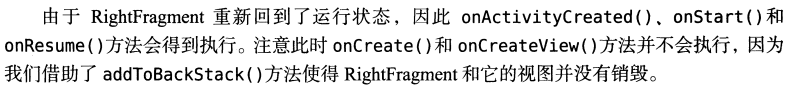 由于 RightFragment 重新回到了运行状态，因此 onActivityCreated()、onStart()和
onResume()方法会得到执行。注意此时 onCreate()和 onCreateView()方法并不会执行，因为
我们借助了 addToBackStack()方法使得 RightFragment 和它的视图并没有销毁。